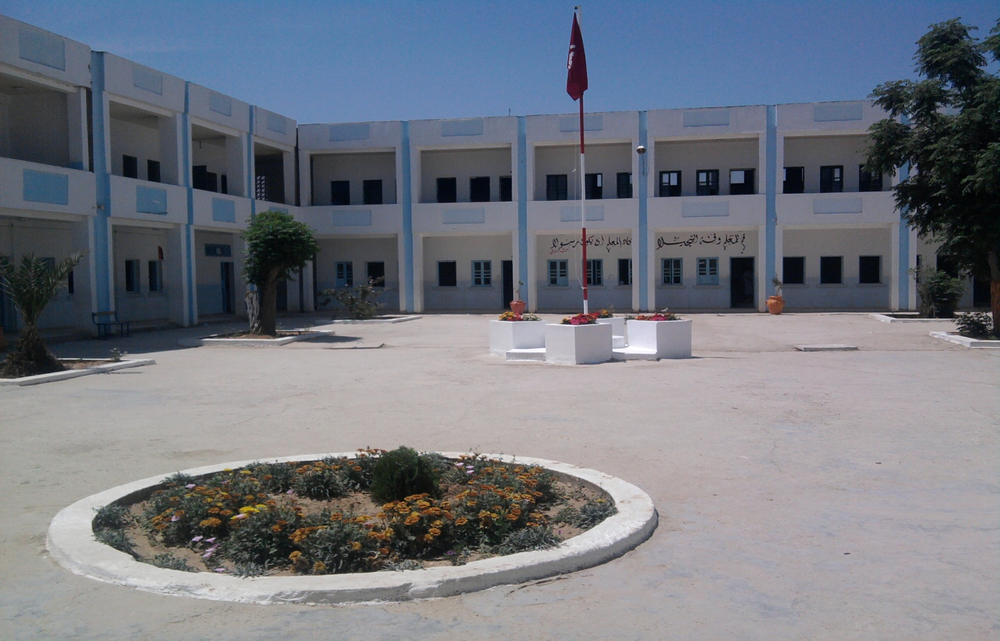 قم للمعلم وفه التبجيلا
كاد المعلم أن يكون رسولا